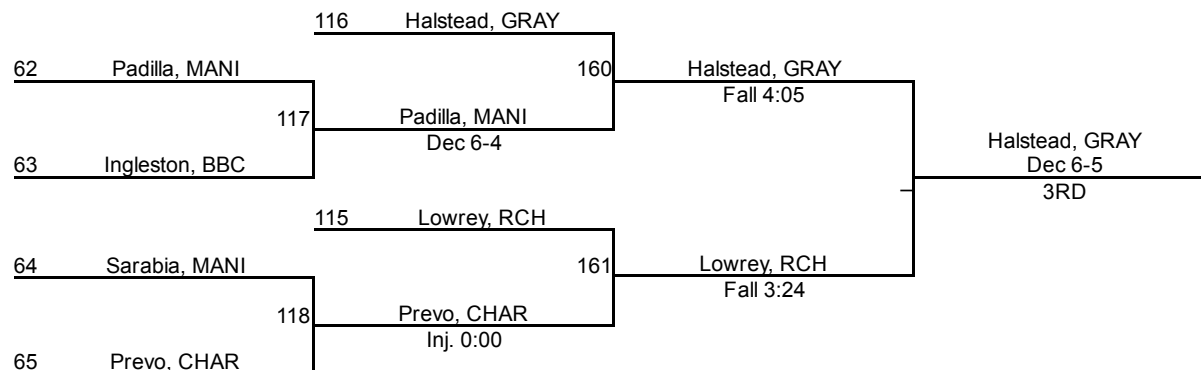 116 Halstead, GRAY
62 Padilla, MANI
160 Halstead, GRAY
Fall 4:05
117 Padilla, MANI
Dec 6-4
Halstead, GRAY
Dec 6-5
3RD
63 Ingleston, BBC
115 Lowrey, RCH
64 Sarabia, MANI
161 Lowrey, RCH
Fall 3:24
118 Prevo, CHAR
Inj. 0:00
65 Prevo, CHAR